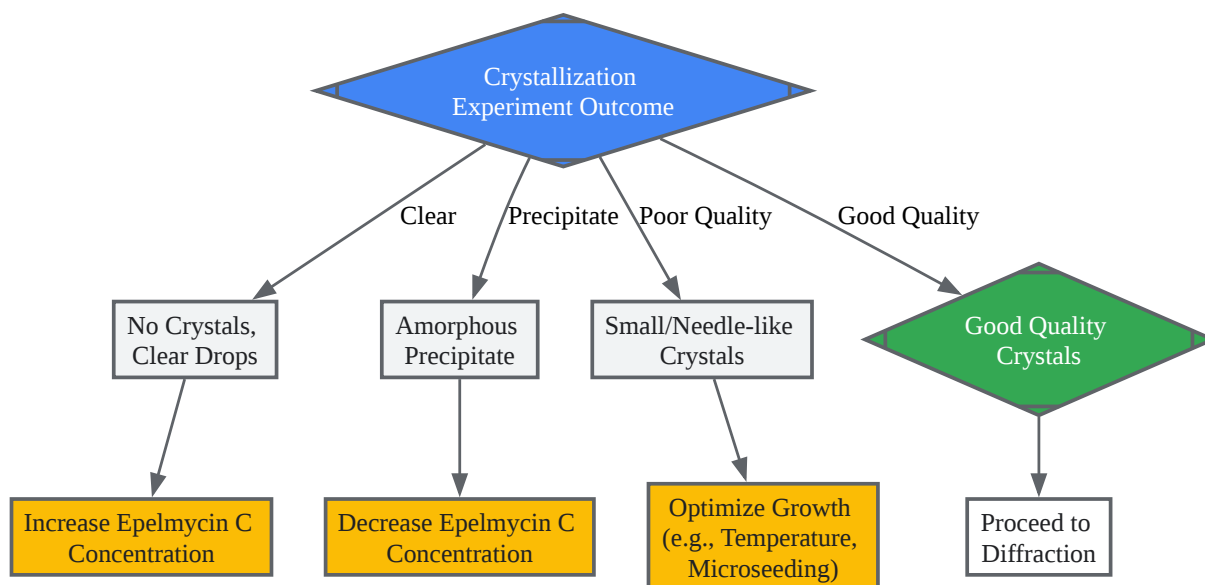 Crystallization
Experiment Outcome
Clear
Precipitate
Poor Quality
Good Quality
No Crystals,
Clear Drops
Amorphous
Precipitate
Small/Needle-like
Crystals
Good Quality
Crystals
Increase Epelmycin C
Concentration
Decrease Epelmycin C
Concentration
Optimize Growth
(e.g., Temperature,
Microseeding)
Proceed to
Diffraction